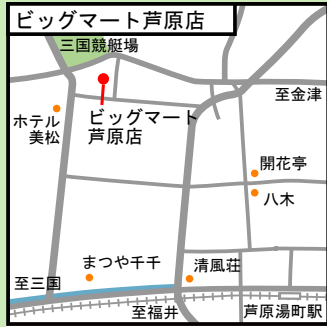 ビッグマート芦原店
三国競艇場
至金津
ビッグマート
芦原店
ホテル
美松
開花亭
八木
まつや千千
清風荘
至三国
至福井
芦原湯町駅